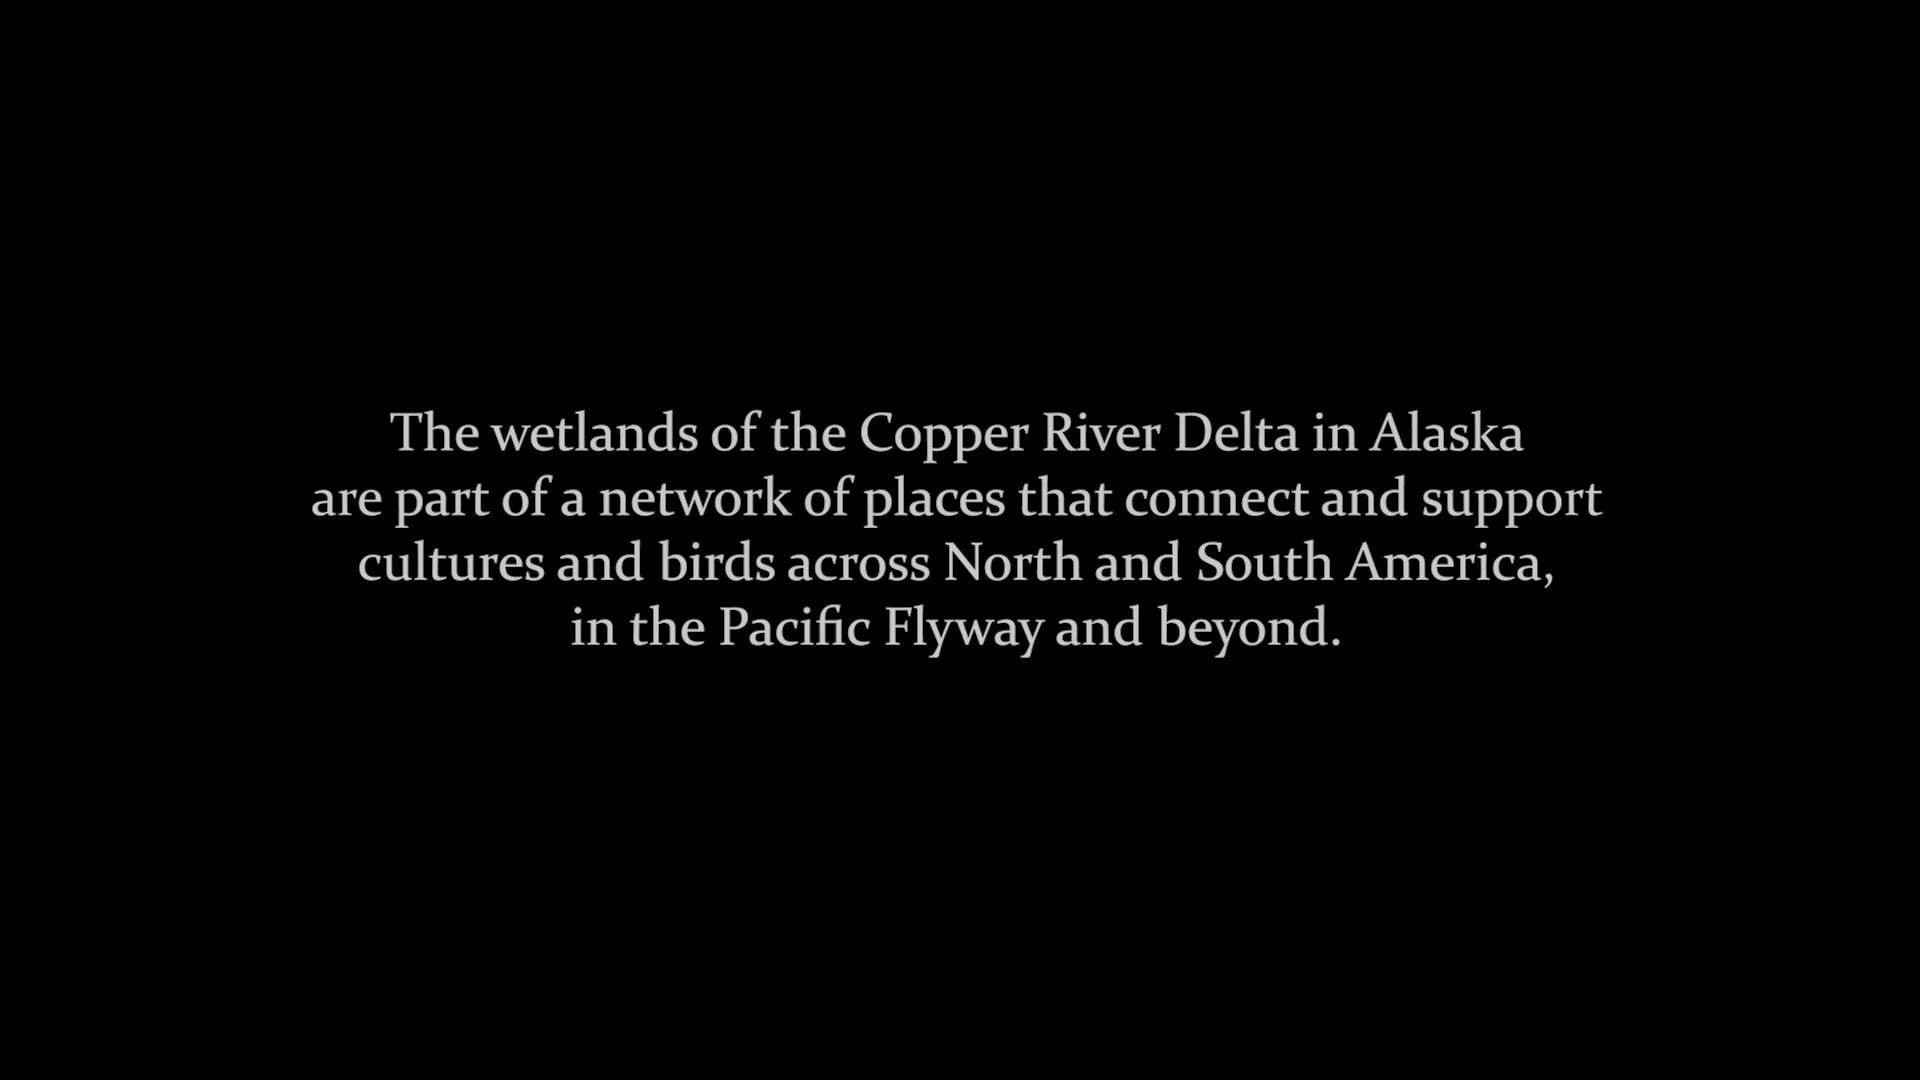 The wetlands of the Copper River Delta in Alaska
are part of a network of places that connect and support
cultures and birds across North and South America,
in the Pacific Flyway and beyond.